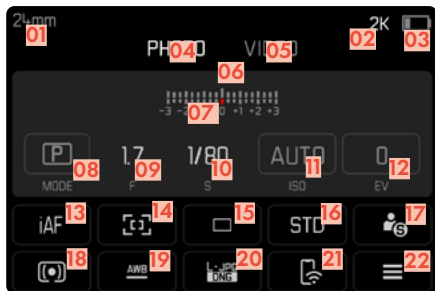 24mm 2K
01 02 03
PHOTO VIDEO
04 05
06
07
-3 -2 0 +1 +2 +3
P 1.7 1/80 AUTO 0
08 09 10 11 12
MODE F S ISO EV
13 14 15 16 17
iAF STD
18 19 20 21 22
AWB L-JPG
DNG